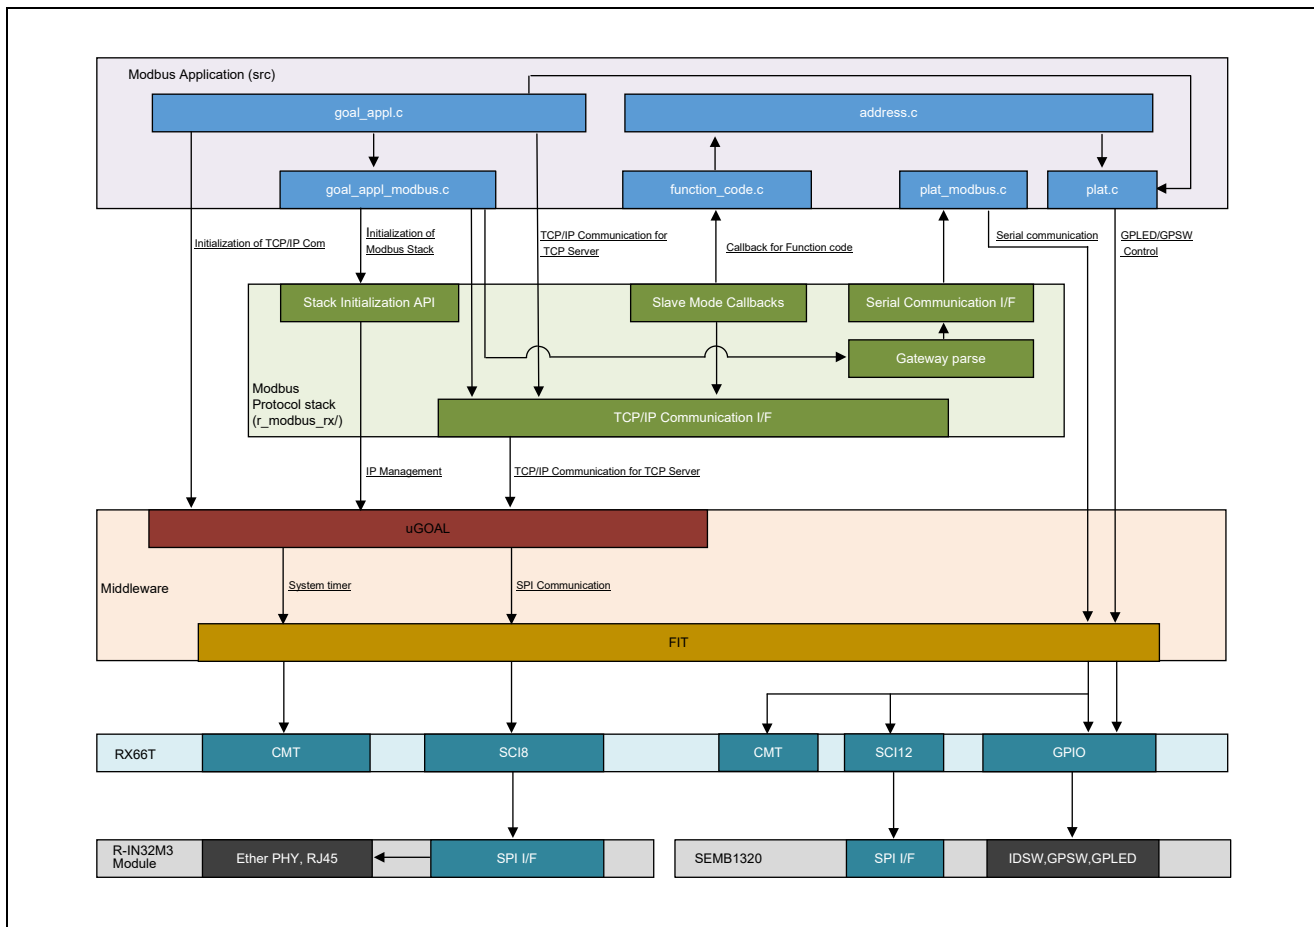 Modbus Application (src)
goal_appl.c
address.c
goal_appl_modbus.c
function_code.c
plat_modbus.c
plat.c
Initialization of TCP/IP Com
Initialization of
Modbus Stack
TCP/IP Communication for
TCP Server
Callback for Function code
Serial communication
GPLED/GPSW
Control
Stack Initialization API
Slave Mode Callbacks
Serial Communication I/F
Gateway parse
Modbus
Protocol stack
(r_modbus_rx/)
TCP/IP Communication I/F
IP Management
TCP/IP Communication for TCP Server
uGOAL
System timer
SPI Communication
Middleware
FIT
RX66T
CMT
SCI8
CMT
SCI12
GPIO
R-IN32M3
Module
Ether PHY, RJ45
SPI I/F
SEMB1320
SPI I/F
IDSW,GPSW,GPLED